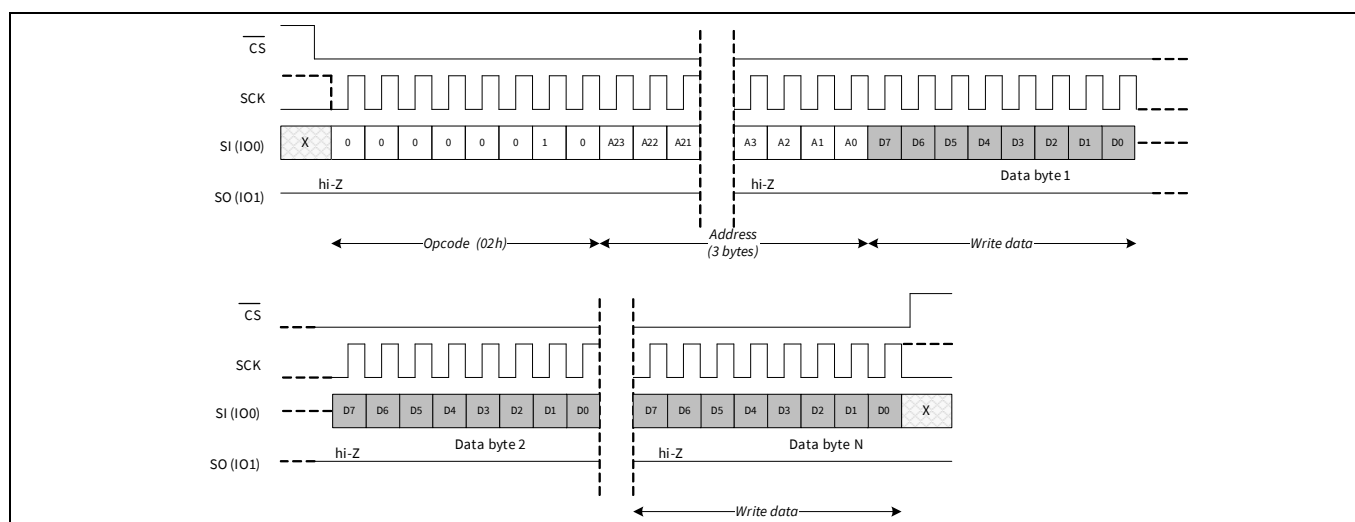 CS
SCK
SI (IO0) X 0 0 0 0 0 0 1 0 A23 A22 A21 A3 A2 A1 A0 D7 D6 D5 D4 D3 D2 D1 D0
hi-Z hi-Z Data byte 1
SO (IO1)
Opcode (02h) Address Write data
(3 bytes)
CS
SCK
SI (IO0) D7 D6 D5 D4 D3 D2 D1 D0 D7 D6 D5 D4 D3 D2 D1 D0 X
hi-Z Data byte 2 hi-Z Data byte N
SO (IO1)
Write data